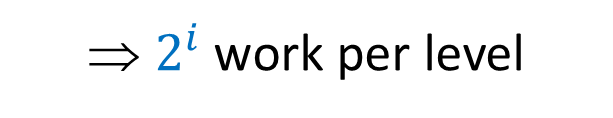 ⇒ 2^i work per level